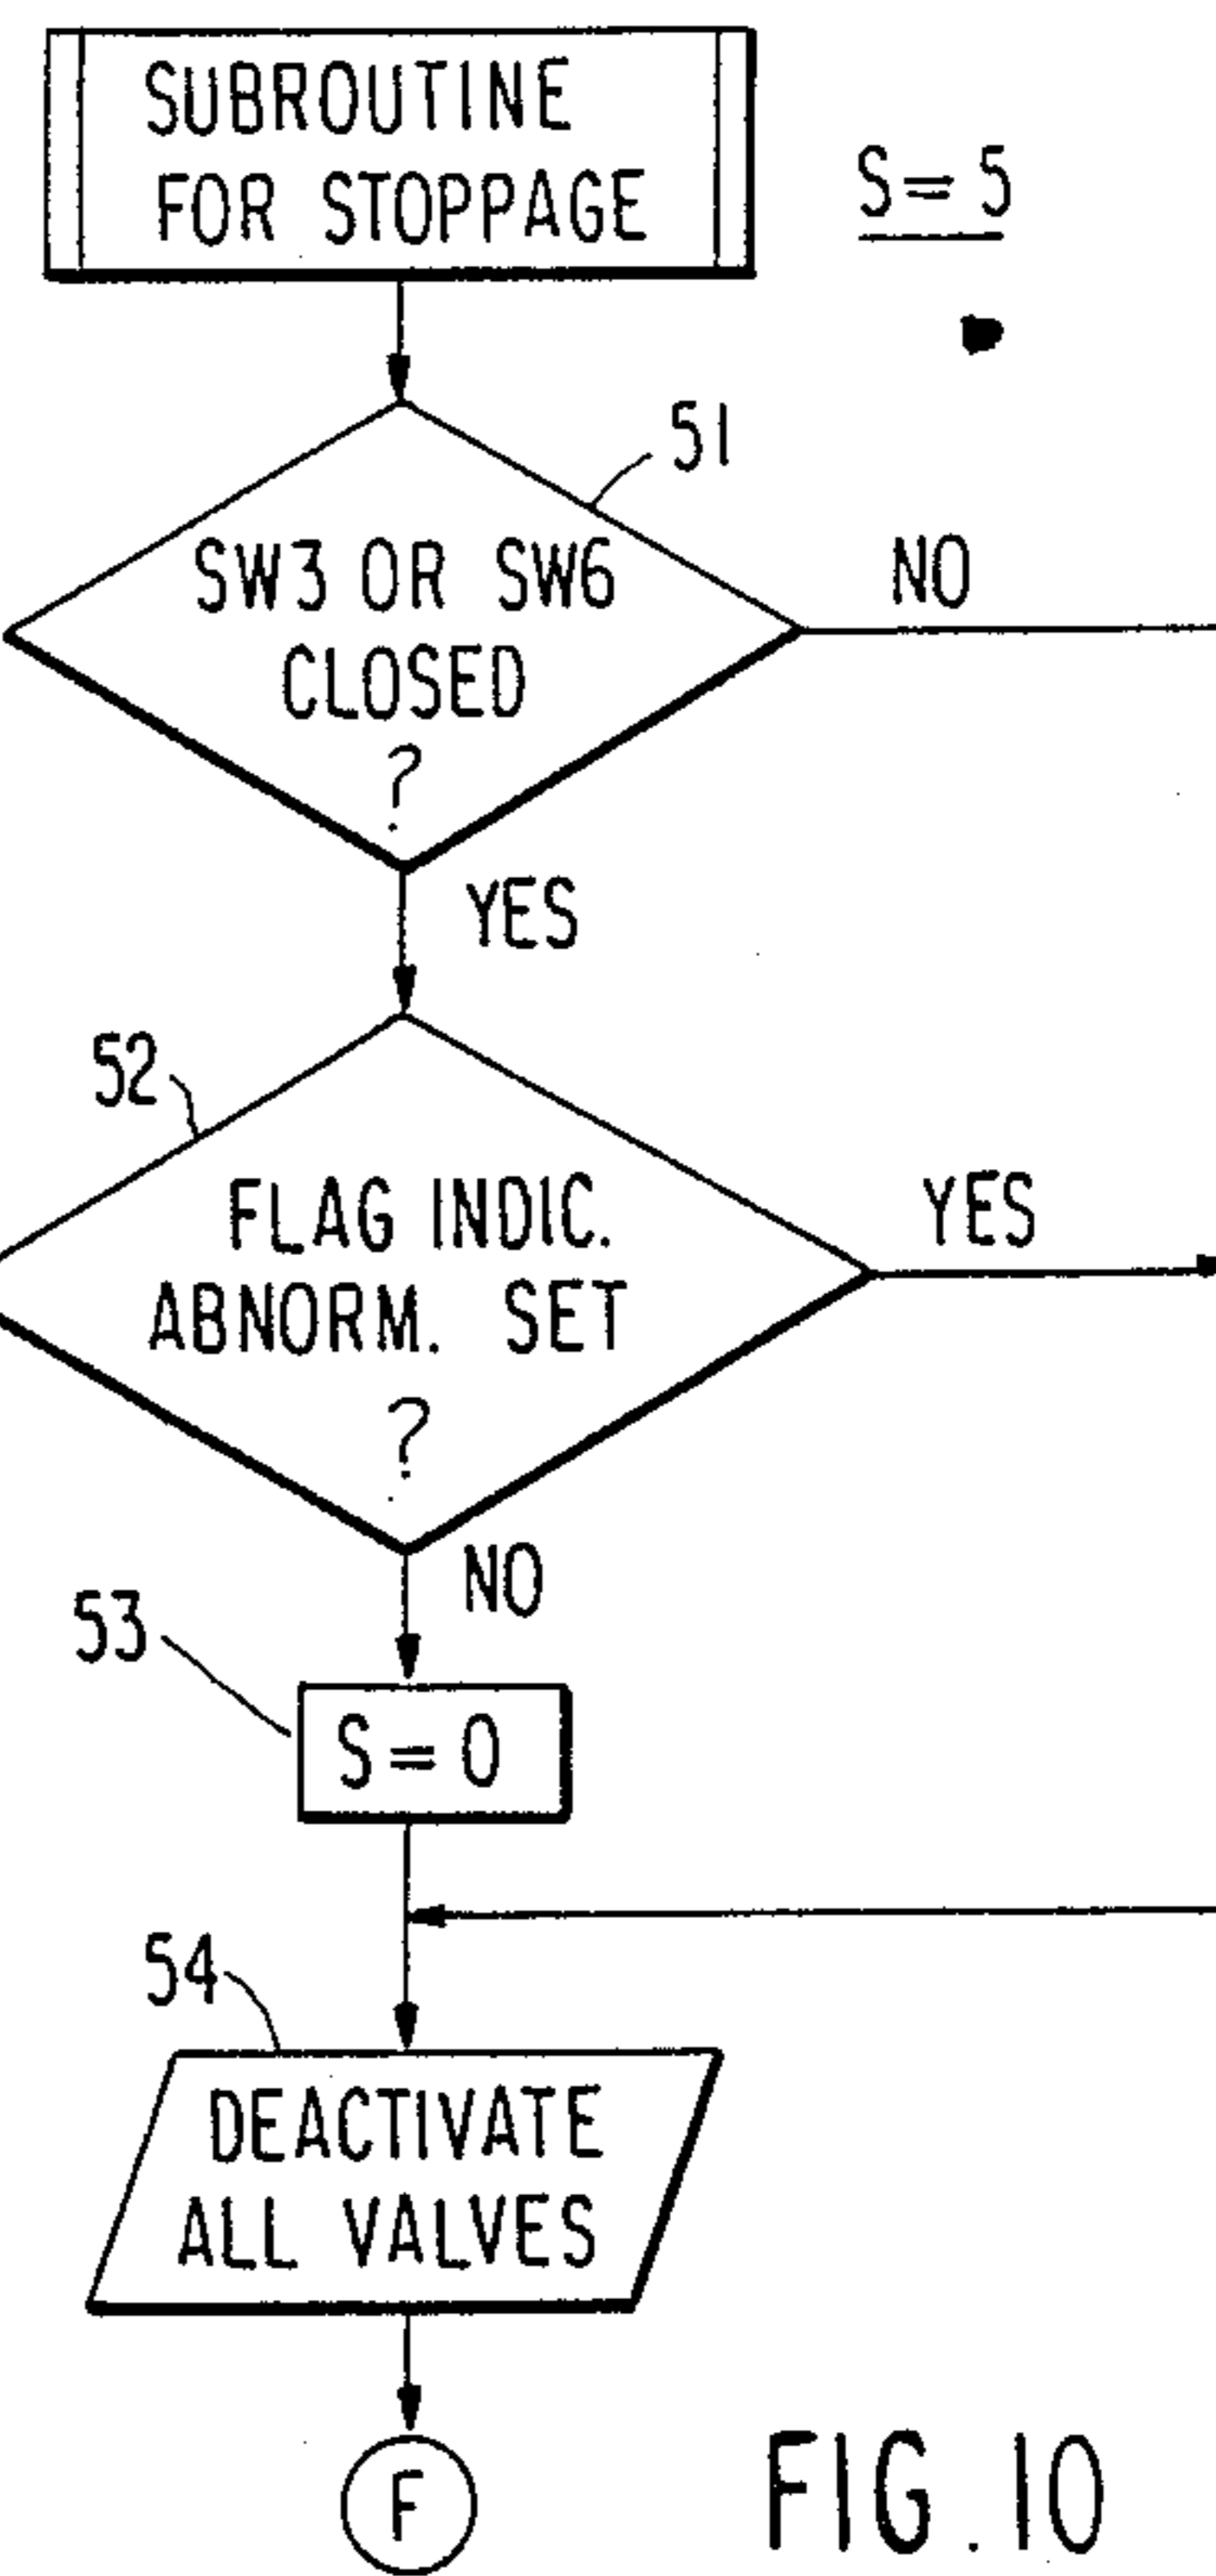 SUBROUTINE
FOR STOPPAGE
S = 5
51
SW3 OR SW6
CLOSED
?
NO
YES
52
FLAG INDIC.
ABNORM. SET
?
YES
NO
53
S = 0
54
DEACTIVATE
ALL VALVES
F
FIG. 10